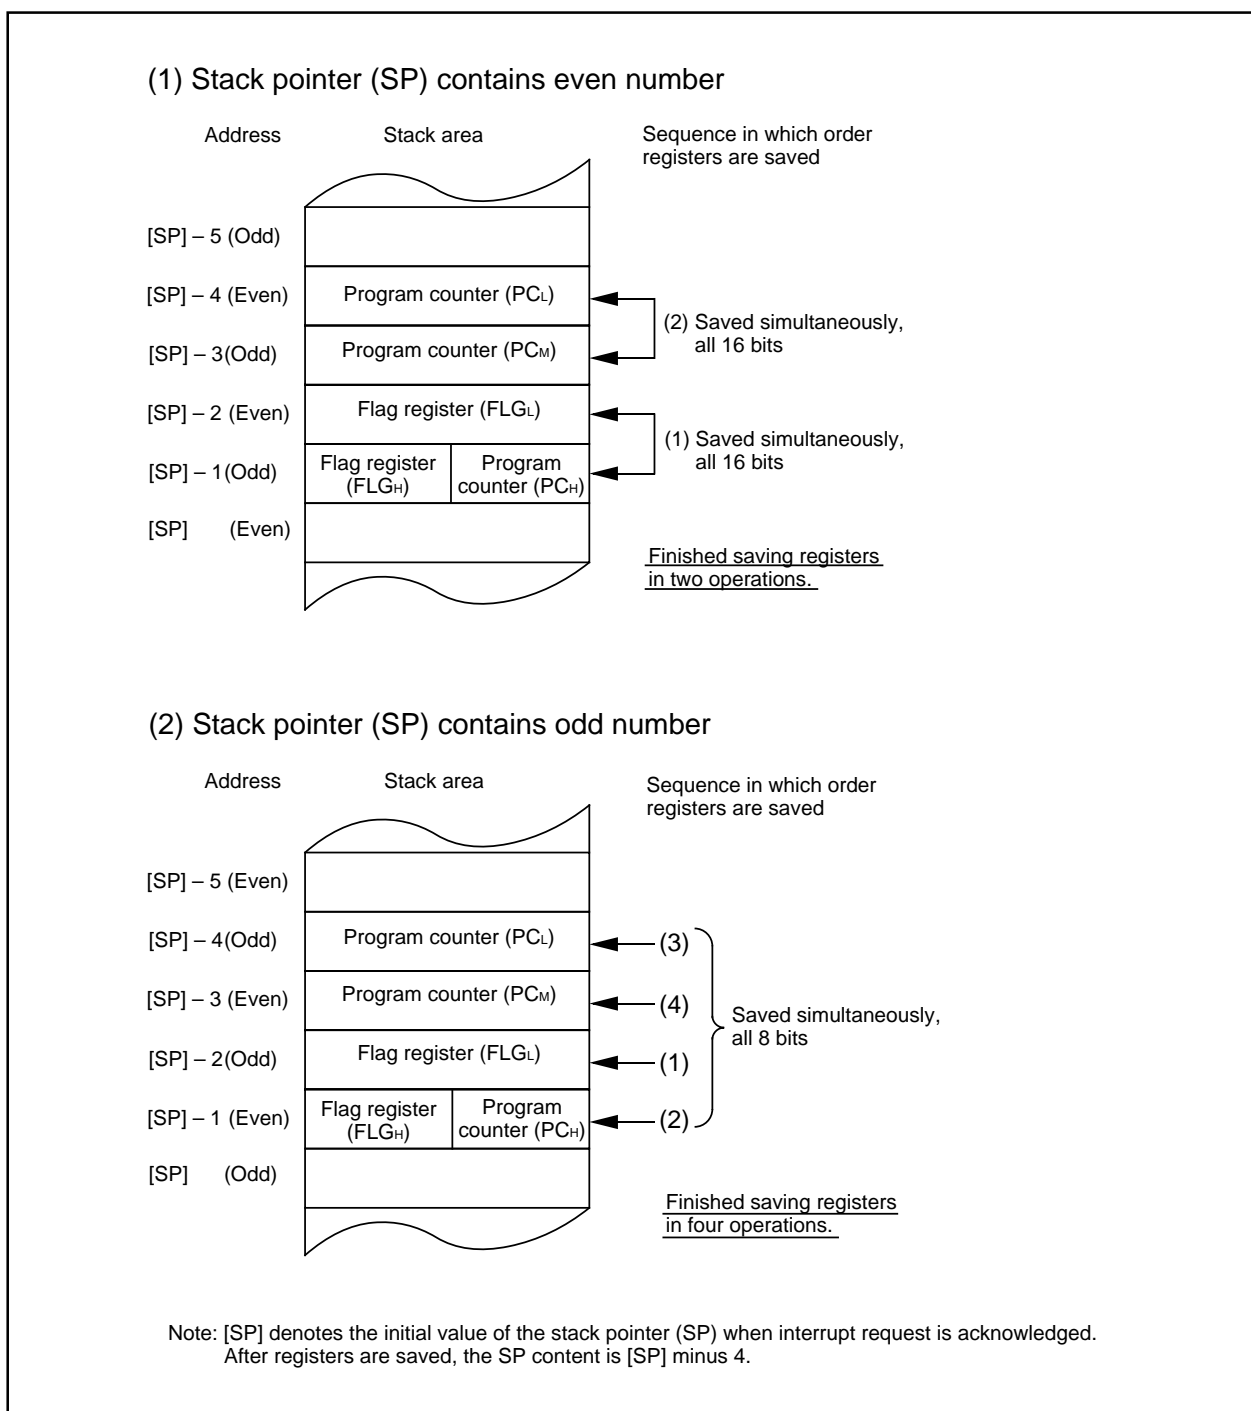 (1) Stack pointer (SP) contains even number
Address
Stack area
Sequence in which order
registers are saved
[SP] – 5 (Odd)
[SP] – 4 (Even)
Program counter (PCL)
[SP] – 3(Odd)
Program counter (PCM)
(2) Saved simultaneously,
all 16 bits
[SP] – 2 (Even)
Flag register (FLGL)
[SP] – 1(Odd)
Flag register
(FLGH)
Program
counter (PCH)
(1) Saved simultaneously,
all 16 bits
[SP] (Even)
Finished saving registers
in two operations.
(2) Stack pointer (SP) contains odd number
Address
Stack area
Sequence in which order
registers are saved
[SP] – 5 (Even)
[SP] – 4(Odd)
Program counter (PCL)
(3)
[SP] – 3 (Even)
Program counter (PCM)
(4)
Saved simultaneously,
all 8 bits
[SP] – 2(Odd)
Flag register (FLGL)
(1)
[SP] – 1 (Even)
Flag register
(FLGH)
Program
counter (PCH)
(2)
[SP] (Odd)
Finished saving registers
in four operations.
Note: [SP] denotes the initial value of the stack pointer (SP) when interrupt request is acknowledged.
After registers are saved, the SP content is [SP] minus 4.